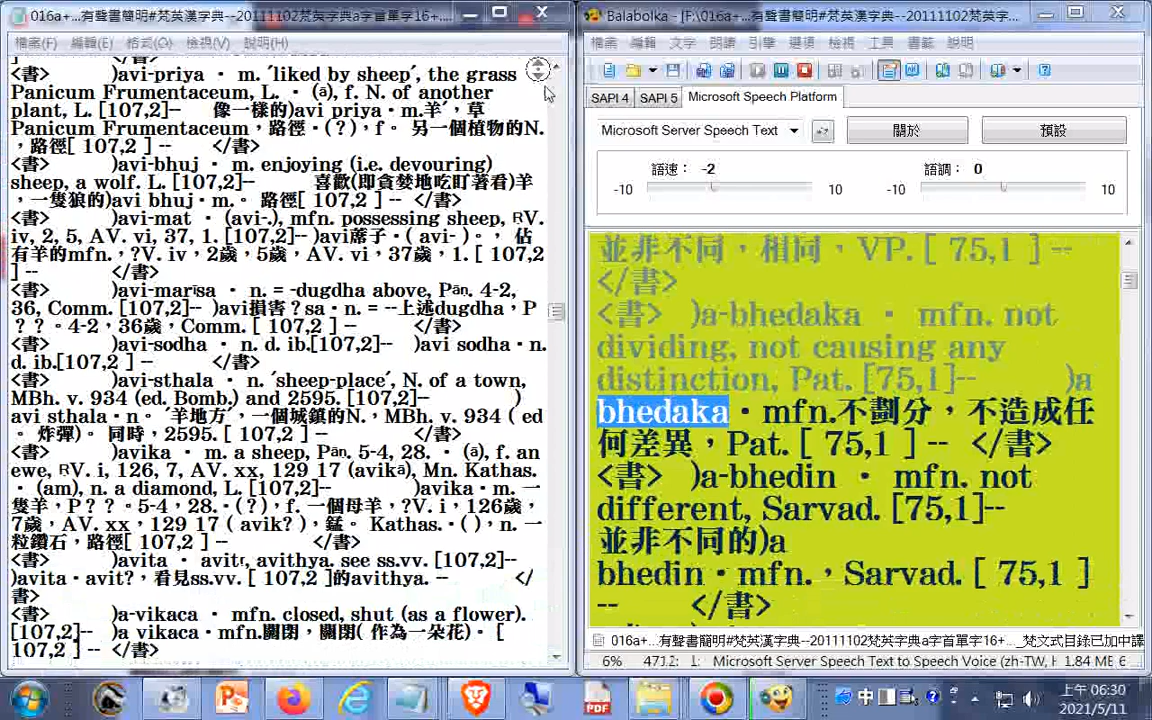 016a+...有聲書簡明#梵英漢字典--20111102梵英字典a字首單字16+...
檔案(F) 編輯(E) 格式(O) 檢視(V) 說明(H)
<書> )avi-priya • m. 'liked by sheep', the grass
Panicum Frumentaceum, L. • (ā), f. N. of another
plant, L. [107,2]-- 像一樣的)avi priya•m.羊'，草
Panicum Frumentaceum，路徑•(?)，f。 另一個植物的N.
，路徑[ 107,2 ] -- </書>
<書> )avi-bhuj • m. enjoying (i.e. devouring)
sheep, a wolf. L. [107,2]-- 喜歡(即貪婪地吃盯著看)羊
，一隻狼的)avi bhuj•m.。 路徑[ 107,2 ] -- </書>
<書> )avi-mat • (avi-.), mfn. possessing sheep, RV.
iv, 2, 5, AV. vi, 37, 1. [107,2]-- )avi蓆子•( avi- )。， 佔
有羊的mfn.，?V. iv，2歲，5歲，AV. vi，37歲，1. [ 107,2
] -- </書>
<書> )avi-marīsa • n. = -dugdha above, Pāṇ. 4-2,
36, Comm. [107,2]-- )avi損害？sa•n. = --上述dugdha，P
? ?。4-2，36歲，Comm. [ 107,2 ] -- </書>
<書> )avi-sodha • n. d. ib.[107,2]-- )avi sodha•n.
d. ib.[107,2 ] -- </書>
<書> )avi-sthala • n. 'sheep-place', N. of a town,
MBh. v. 934 (ed. Bomb.) and 2595. [107,2]-- )
avi sthala•n。 '羊地方'，一個城鎮的N.，MBh. v. 934 ( ed
。炸彈)。 同時，2595. [ 107,2 ] -- </書>
<書> )avika • m. a sheep, Pāṇ. 5-4, 28. • (ā), f. an
ewe, RV. i, 126, 7, AV. xx, 129 17 (avikā), Mn. Kathas.
• (am), n. a diamond, L. [107,2]-- )avika•m. 一
隻羊，P? ?。5-4，28.•(?)，f. 一個母羊，?V. i，126歲，
7歲，AV. xx，129 17 ( avik? )，錳。 Kathas.•( )，n. 一
粒鑽石，路徑[ 107,2 ] -- </書>
<書> )avita • avitṛ, avithya. see ss.vv. [107,2]--
)avita•avit?，看見ss.vv. [ 107,2 ]的avithya. -- </
書>
<書> )a-vikaca • mfn. closed, shut (as a flower).
[107,2]-- )a vikaca•mfn.關閉，關閉( 作為一朵花)。[
107,2 ] -- </書>
Balabolka - [F:\016a+...有聲書簡明#梵英漢字典--20111102梵英字...
檔案 編輯 文字 朗讀 引擎 選項 檢視 工具 書籤 說明
SAPI 4 SAPI 5 Microsoft Speech Platform
Microsoft Server Speech Text 關於 預設
語速： -2 語調： 0
-10 10 -10 10
並非不同，相同，VP. [ 75,1 ] --
</書>
<書> )a-bhedaka • mfn. not
dividing, not causing any
distinction, Pat. [75,1]-- )a
bhedaka•mfn.不劃分，不造成任
何差異，Pat. [ 75,1 ] -- </書>
<書> )a-bhedin • mfn. not
different, Sarvad. [75,1]--
並非不同的)a
bhedin•mfn.，Sarvad. [ 75,1 ]
-- </書>
016a+...有聲書簡明#梵英漢字典--20111102梵英字典a字首單字16+..._梵文式目錄已加中譯
6% 4712: 1: Microsoft Server Speech Text to Speech Voice (zh-TW, H 1.84 MB 6
中
上午 06:30
2021/5/11